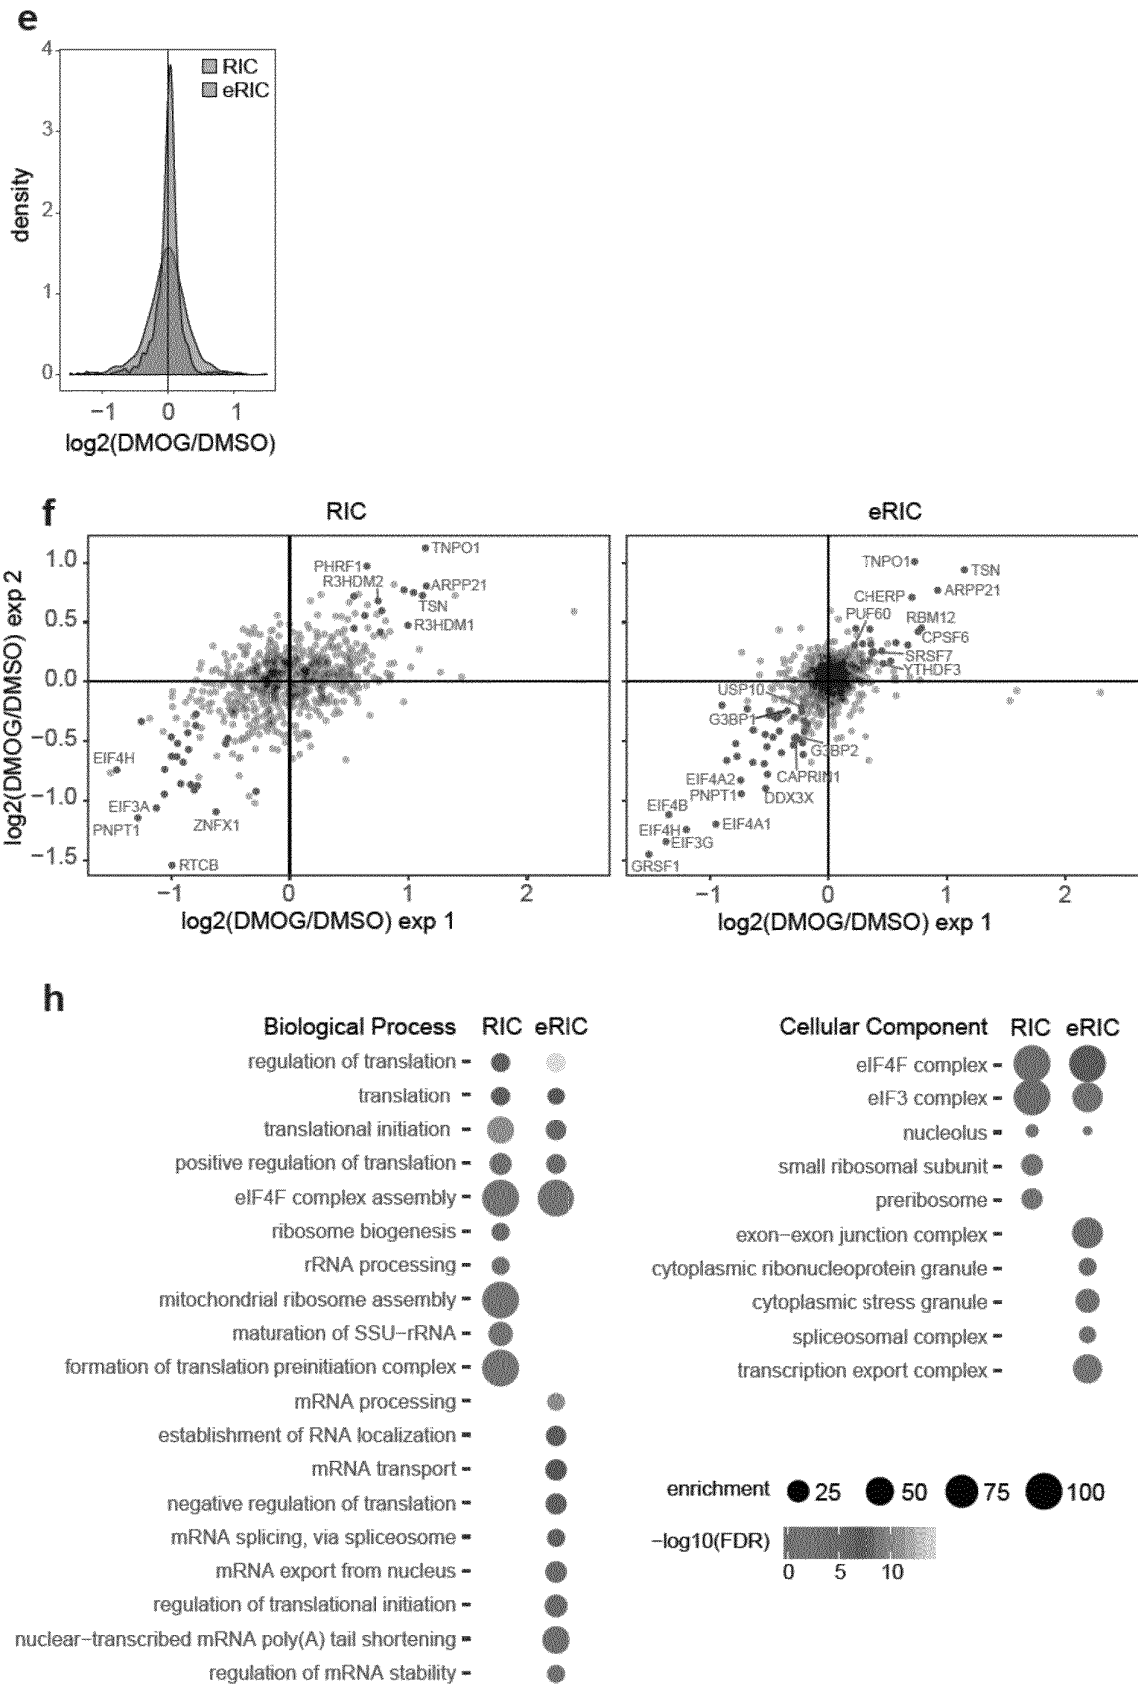 e
4
3
2
1
0
density
RIC
eRIC
−1 0 1
log2(DMOG/DMSO)
f
RIC
1.0
0.5
0.0
−0.5
−1.0
−1.5
log2(DMOG/DMSO) exp 2
TNPO1
PHRF1
R3HDM2
ARPP21
TSN
R3HDM1
EIF4H
EIF3A
PNPT1
ZNFX1
RTCB
−1 0 1 2
log2(DMOG/DMSO) exp 1
eRIC
TNPO1
TSN
CHERP
ARPP21
PUF60
RBM12
CPSF6
SRSF7
YTHDF3
USP10
G3BP1
G3BP2
CAPRIN1
EIF4A2
PNPT1
DDX3X
EIF4B
EIF4A1
EIF4H
EIF3G
GRSF1
−1 0 1 2
log2(DMOG/DMSO) exp 1
h
Biological Process RIC eRIC
regulation of translation
translation
translational initiation
positive regulation of translation
eIF4F complex assembly
ribosome biogenesis
rRNA processing
mitochondrial ribosome assembly
maturation of SSU−rRNA
formation of translation preinitiation complex
mRNA processing
establishment of RNA localization
mRNA transport
negative regulation of translation
mRNA splicing, via spliceosome
mRNA export from nucleus
regulation of translational initiation
nuclear−transcribed mRNA poly(A) tail shortening
regulation of mRNA stability
Cellular Component RIC eRIC
eIF4F complex
eIF3 complex
nucleolus
small ribosomal subunit
preribosome
exon−exon junction complex
cytoplasmic ribonucleoprotein granule
cytoplasmic stress granule
spliceosomal complex
transcription export complex
enrichment 25 50 75 100
−log10(FDR)
0 5 10